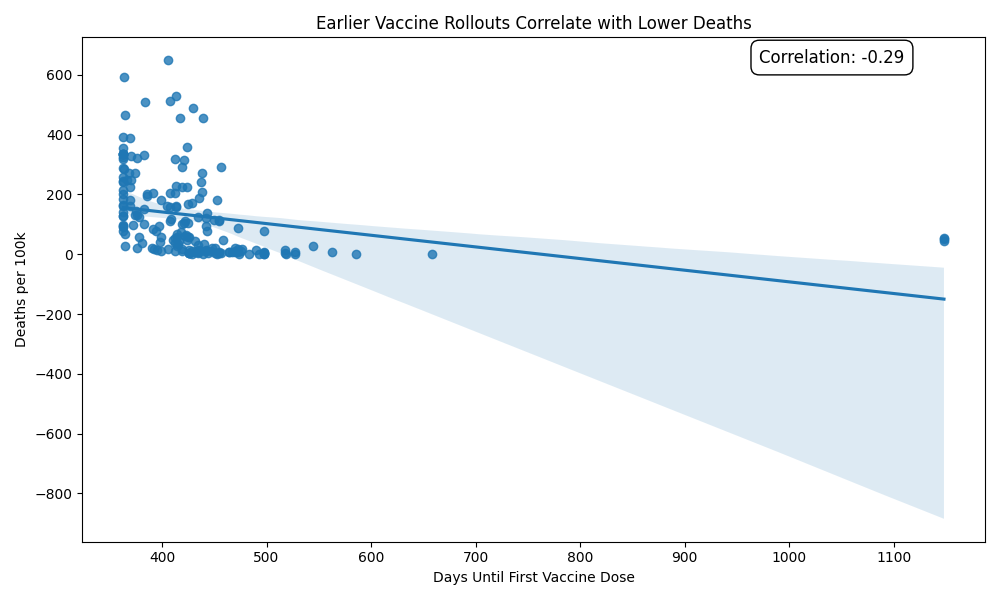 Earlier Vaccine Rollouts Correlate with Lower Deaths
Correlation: -0.29
Deaths per 100k
600
400
200
0
−200
−400
−600
−800
400 500 600 700 800 900 1000 1100
Days Until First Vaccine Dose